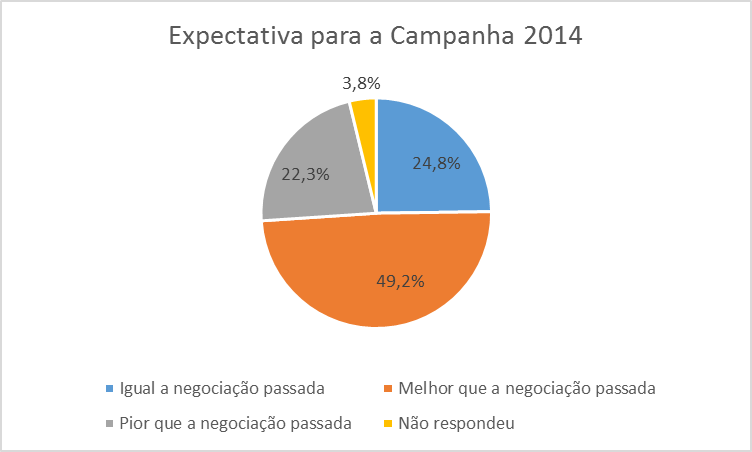 Expectativa para a Campanha 2014
3,8%
24,8%
22,3%
49,2%
Igual a negociação passada
Melhor que a negociação passada
Pior que a negociação passada
Não respondeu